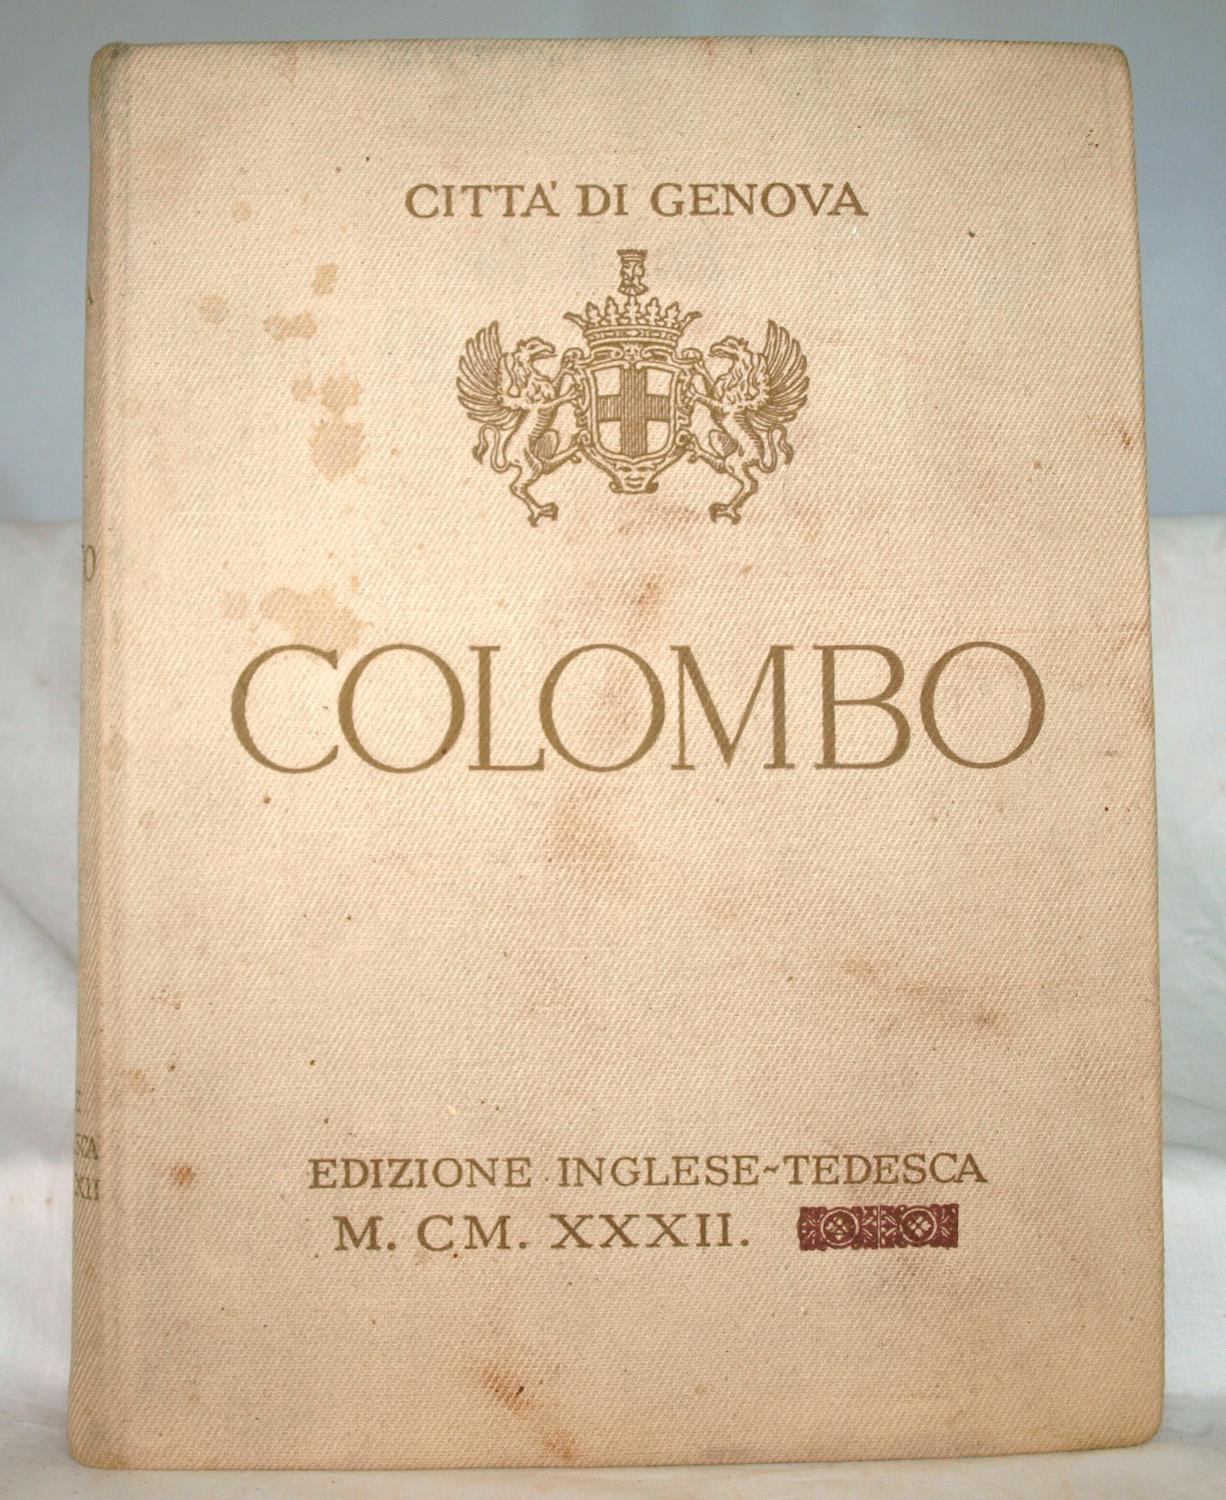 CITTA' DI GENOVA
COLOMBO
EDIZIONE INGLESE-TEDESCA
M. CM. XXXII.